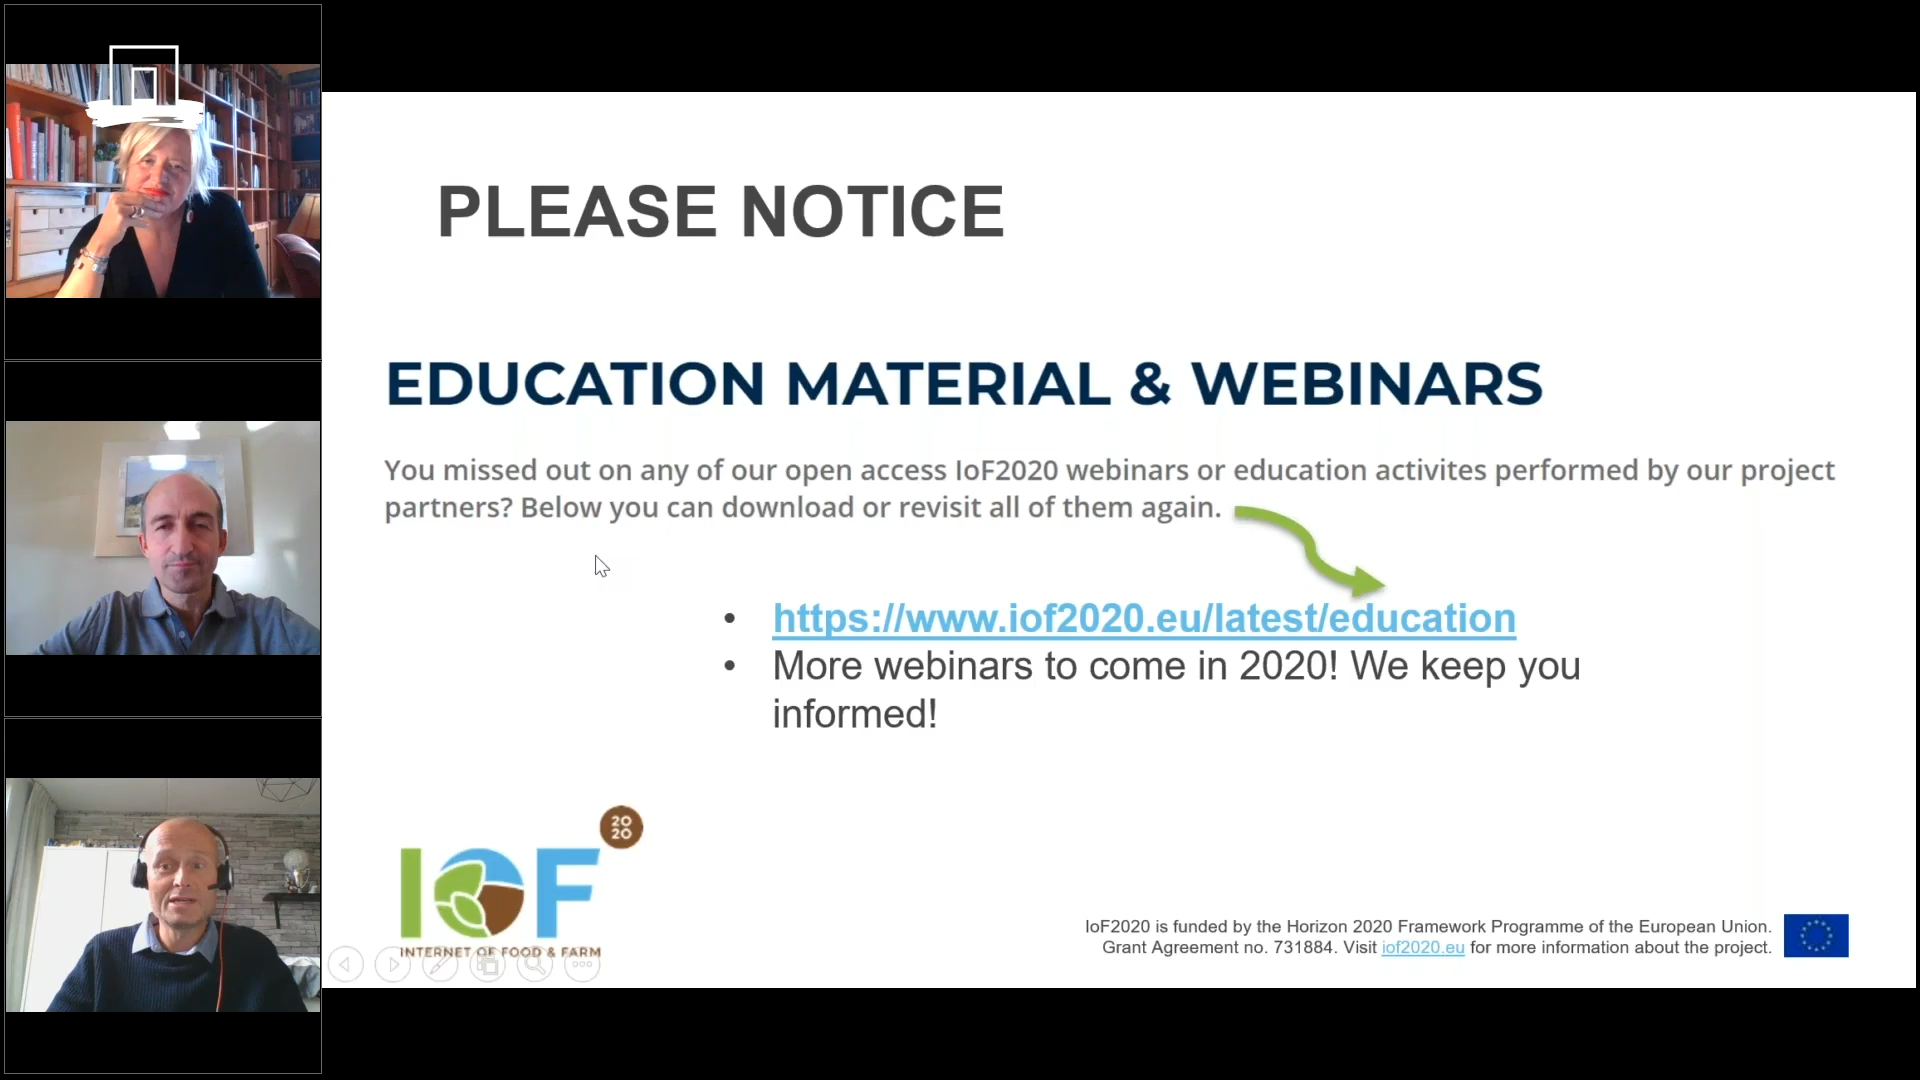 PLEASE NOTICE
EDUCATION MATERIAL & WEBINARS
You missed out on any of our open access IoF2020 webinars or education activites performed by our project
partners? Below you can download or revisit all of them again.
• https://www.iof2020.eu/latest/education
• More webinars to come in 2020! We keep you
informed!
20
20
IOF
INTERNET OF FOOD & FARM
IoF2020 is funded by the Horizon 2020 Framework Programme of the European Union.
Grant Agreement no. 731884. Visit iof2020.eu for more information about the project.